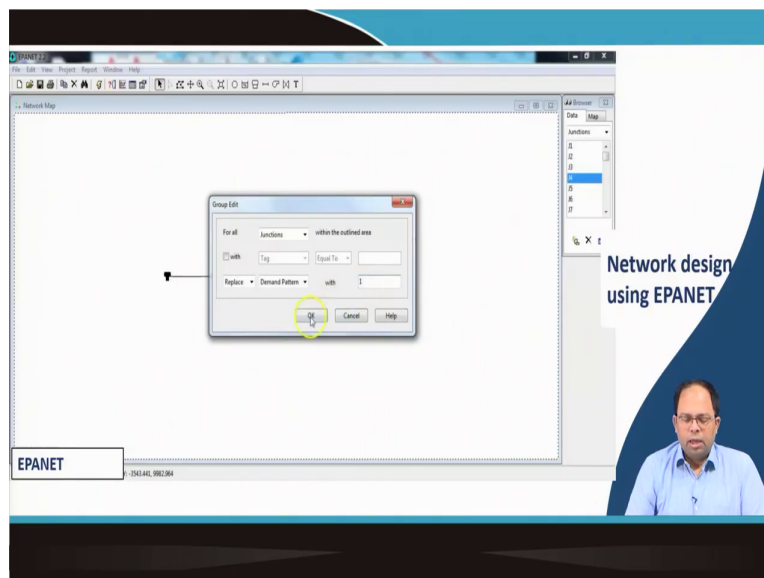 EPANET 2.2
File Edit View Project Report Window Help
Network Map
Browser
Data Map
Junctions
J1
J2
J3
J4
J5
J6
J7
Group Edit
For all Junctions within the outlined area
with Tag Equal To
Replace Demand Pattern with 1
OK Cancel Help
Network design
using EPANET
EPANET
: -3543.441, 9982.964